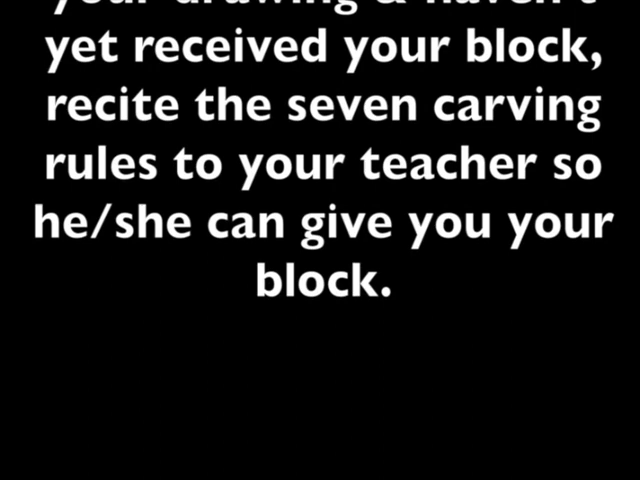 your drawing & haven't
yet received your block,
recite the seven carving
rules to your teacher so
he/she can give you your
block.